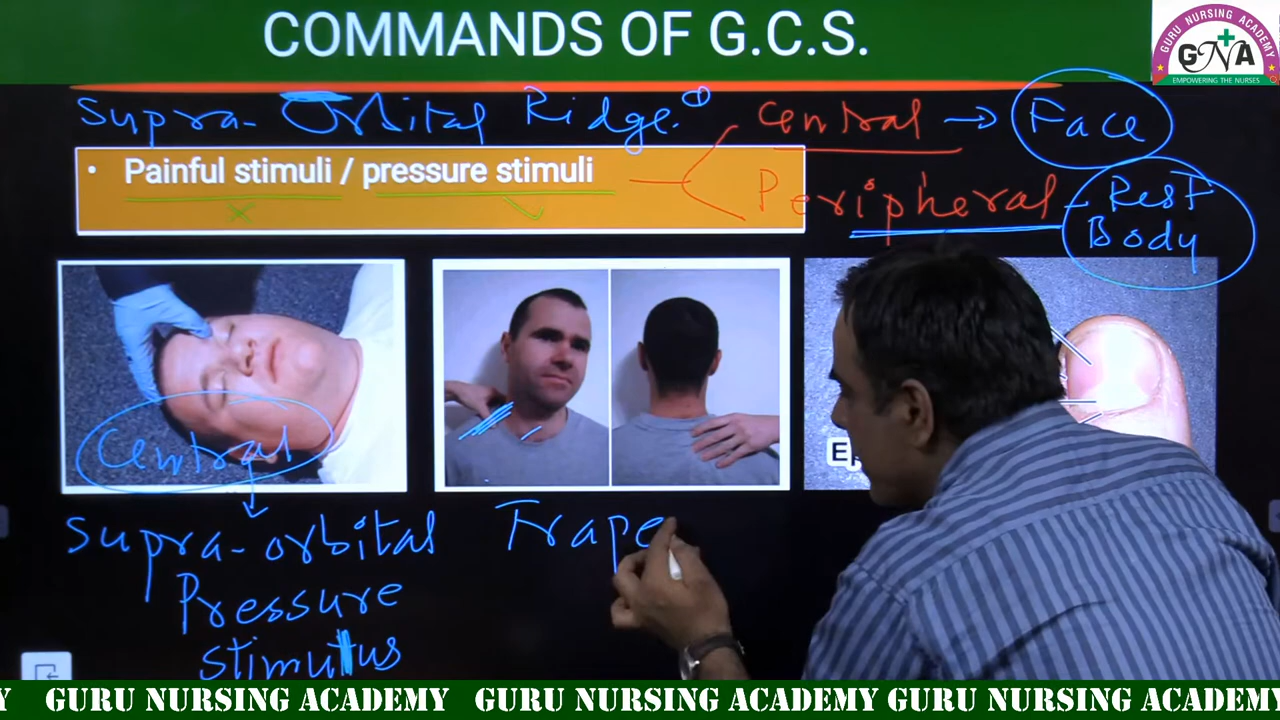 COMMANDS OF G.C.S.
GURU NURSING ACADEMY
GNA
EMPOWERING THE NURSES
Supra-Orbital Ridge.
Central → Face
• Painful stimuli / pressure stimuli
Peripheral - Rest
Body
Central
Supra-orbital
Pressure
Stimulus
Trape
GURU NURSING ACADEMY GURU NURSING ACADEMY GURU NURSING ACADEMY